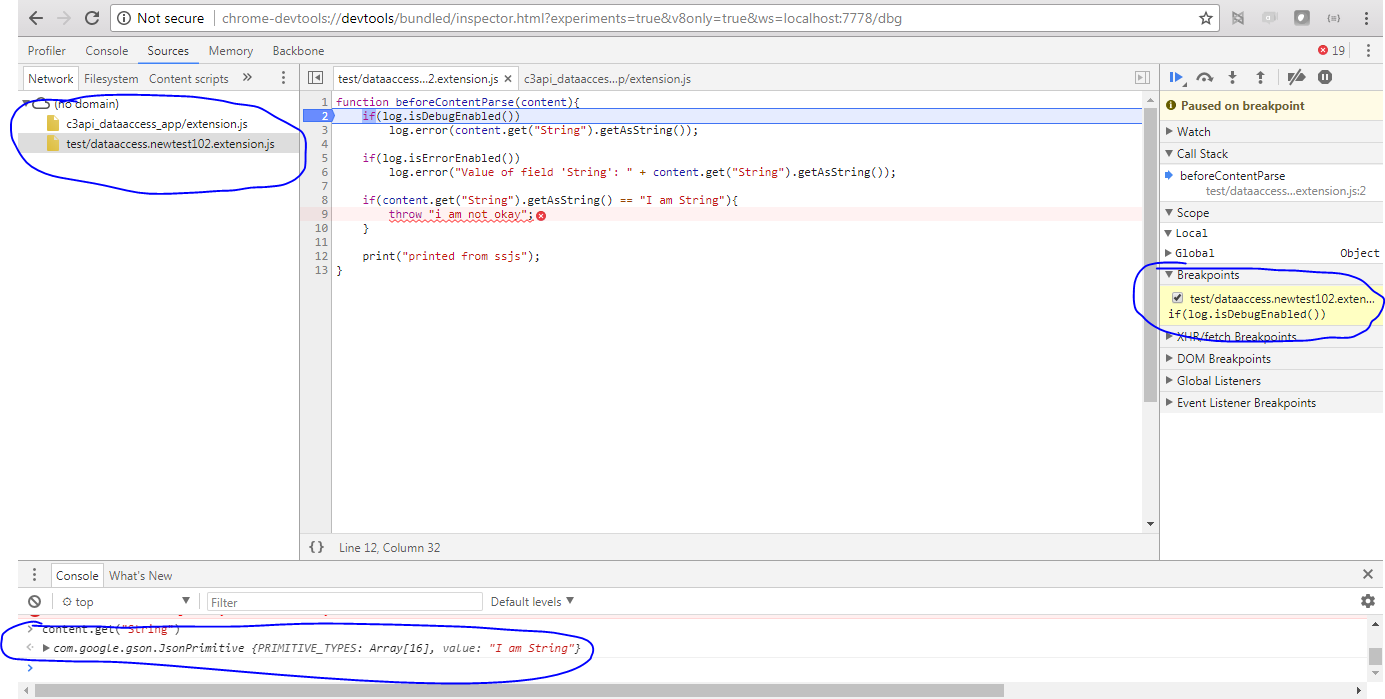 Not secure | chrome-devtools://devtools/bundled/inspector.html?experiments=true&v8only=true&ws=localhost:7778/dbg
Profiler Console Sources Memory Backbone 19
Network Filesystem Content scripts »
test/dataaccess...2.extension.js × c3api_dataacces...p/extension.js
(no domain)
c3api_dataaccess_app/extension.js
test/dataaccess.newtest102.extension.js
1 function beforeContentParse(content){
2 if(log.isDebugEnabled())
3 log.error(content.get("String").getAsString());
4
5 if(log.isErrorEnabled())
6 log.error("Value of field 'String': " + content.get("String").getAsString());
7
8 if(content.get("String").getAsString() == "I am String"){
9 throw "i am not okay";
10 }
11
12 print("printed from ssjs");
13 }
{} Line 12, Column 32
Paused on breakpoint
Watch
Call Stack
beforeContentParse
test/dataaccess...extension.js:2
Scope
Local
Global Object
Breakpoints
test/dataaccess.newtest102.exten...
if(log.isDebugEnabled())
XHR/fetch Breakpoints
DOM Breakpoints
Global Listeners
Event Listener Breakpoints
Console What's New
top Filter Default levels
content.get("String")
com.google.gson.JsonPrimitive {PRIMITIVE_TYPES: Array[16], value: "I am String"}